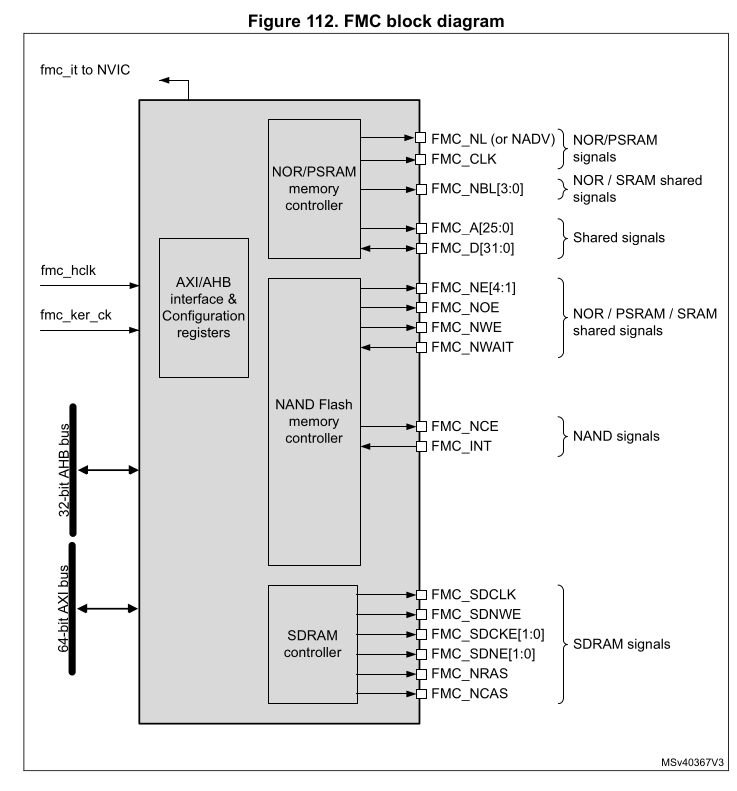 Figure 112. FMC block diagram
fmc_it to NVIC
fmc_hclk
fmc_ker_ck
32-bit AHB bus
64-bit AXI bus
AXI/AHB
interface &
Configuration
registers
NOR/PSRAM
memory
controller
NAND Flash
memory
controller
SDRAM
controller
FMC_NL (or NADV)
FMC_CLK
NOR/PSRAM
signals
FMC_NBL[3:0]
NOR / SRAM shared
signals
FMC_A[25:0]
FMC_D[31:0]
Shared signals
FMC_NE[4:1]
FMC_NOE
FMC_NWE
FMC_NWAIT
NOR / PSRAM / SRAM
shared signals
FMC_NCE
FMC_INT
NAND signals
FMC_SDCLK
FMC_SDNWE
FMC_SDCKE[1:0]
FMC_SDNE[1:0]
FMC_NRAS
FMC_NCAS
SDRAM signals
MSv40367V3